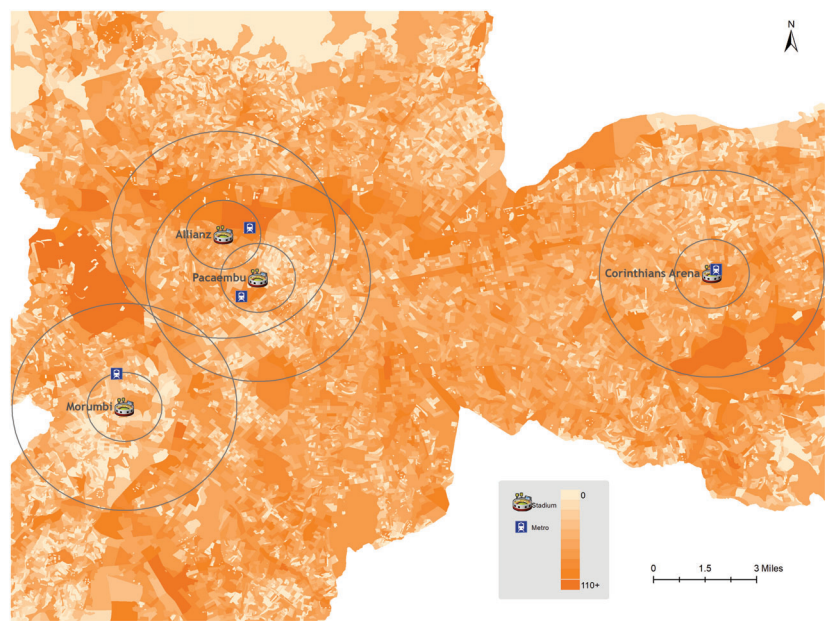 N
Allianz
Pacaembu
Corinthians Arena
Morumbi
0
Stadium
Metro
110+
0 1.5 3 Miles